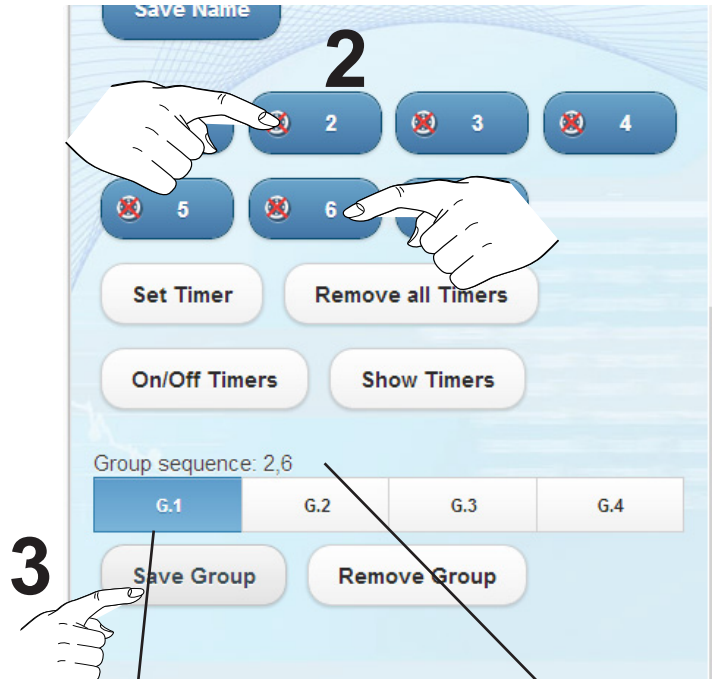 Save Name
2
2 3 4
5 6
Set Timer Remove all Timers
On/Off Timers Show Timers
Group sequence: 2,6
G.1 G.2 G.3 G.4
3
Save Group Remove Group